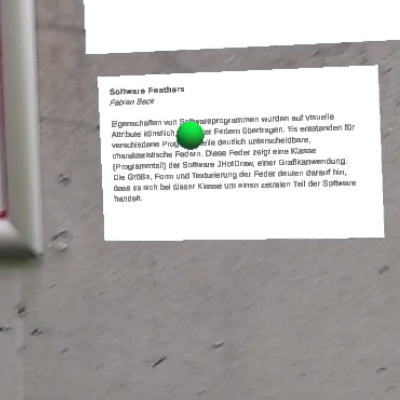 Software Feathers
Fabian Beck
Eigenschaften von Softwareprogrammen wurden auf visuelle
Attribute künstlich, er Federn übertragen. Es entstanden für
verschiedene deutlich unterscheidbare,
charakteristische Federn. Diese Feder zeigt eine Klasse
(Programmteil) der Software JHotDraw, einer Grafikanwendung.
Die Größe, Form und Texturierung der Feder deuten darauf hin,
dass es sich bei dieser Klasse um einen zentralen Teil der Software
handelt.